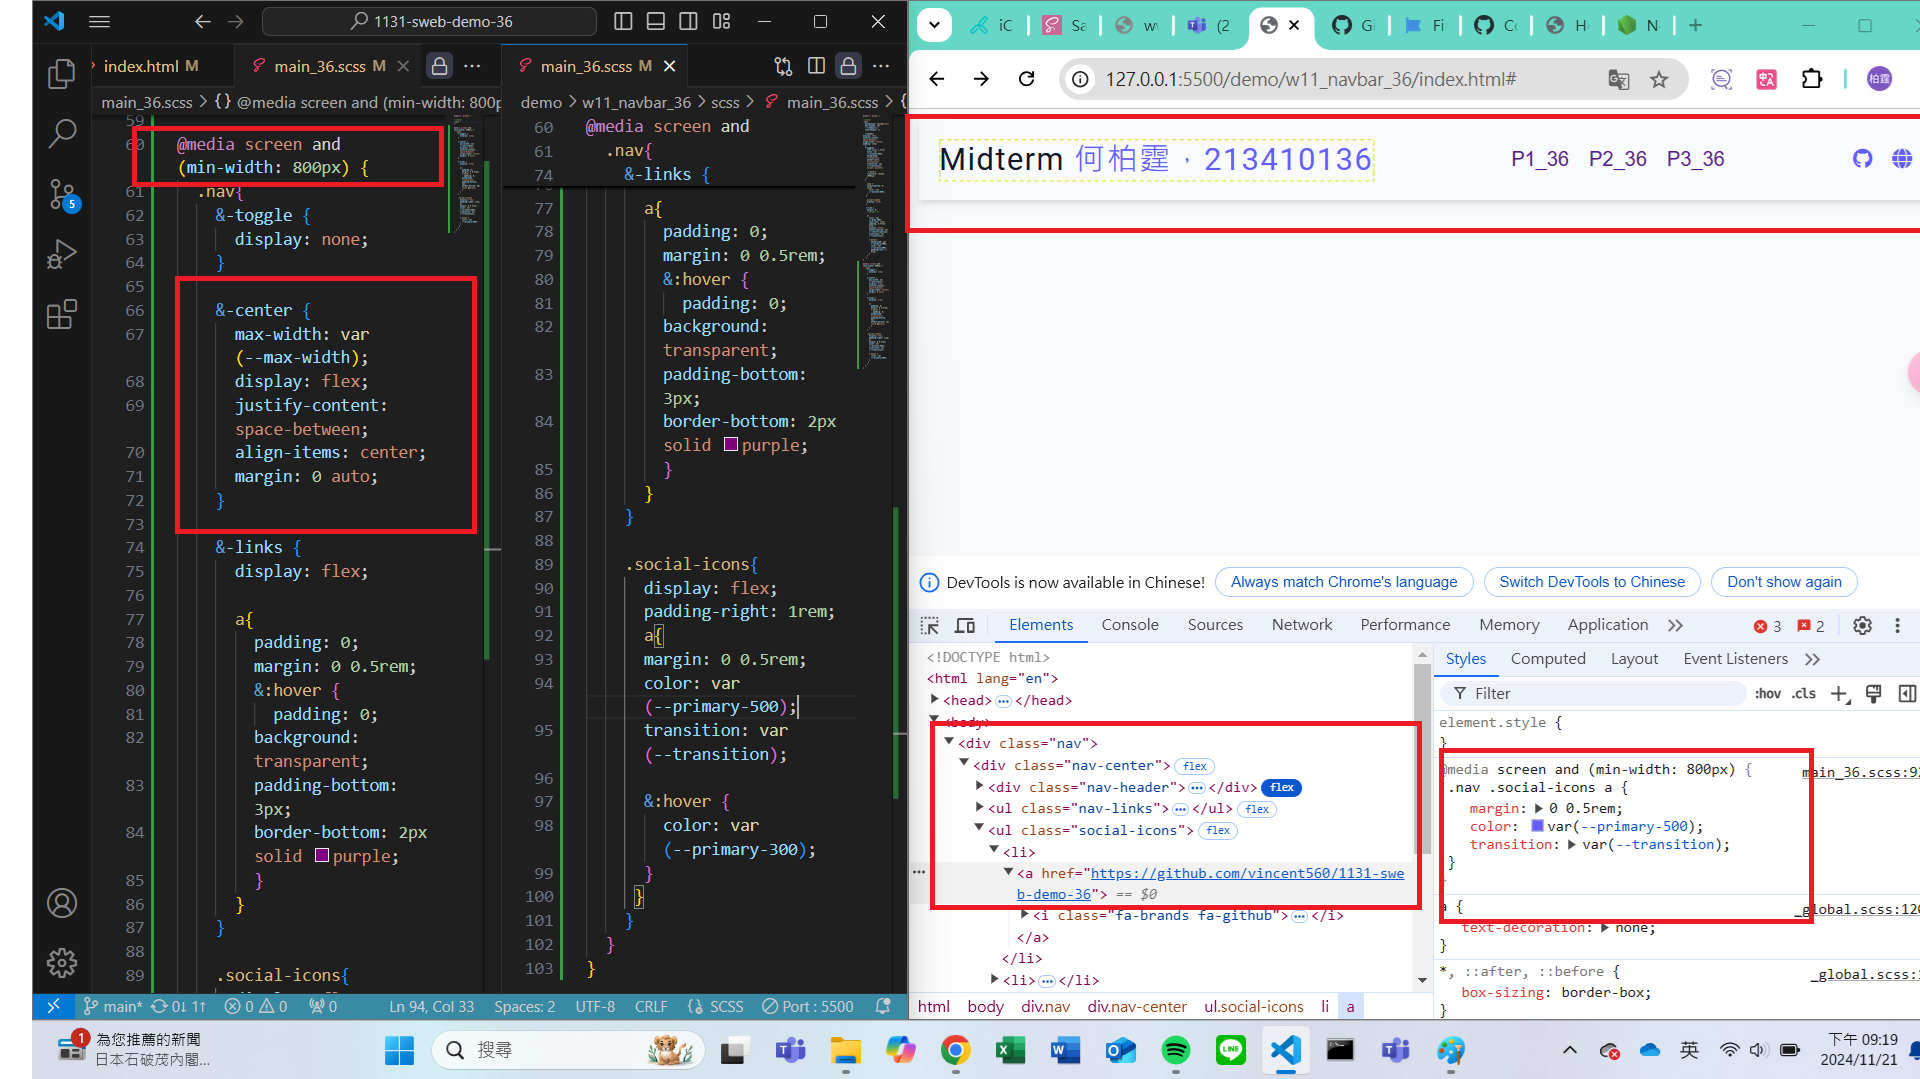 1131-sweb-demo-36
index.html M
main_36.scss M
main_36.scss M
main_36.scss > {} @media screen and (min-width: 800p
demo > w11_navbar_36 > scss > main_36.scss > {
59
60 @media screen and
(min-width: 800px) {
61 .nav{
62 &-toggle {
63 display: none;
64 }
65
66 &-center {
67 max-width: var
(--max-width);
68 display: flex;
69 justify-content:
space-between;
70 align-items: center;
71 margin: 0 auto;
72 }
73
74 &-links {
75 display: flex;
76
77 a{
78 padding: 0;
79 margin: 0 0.5rem;
80 &:hover {
81 padding: 0;
82 background:
transparent;
83 padding-bottom:
3px;
84 border-bottom: 2px
solid purple;
85 }
86 }
87 }
88
89 .social-icons{
60 @media screen and
61 .nav{
74 &-links {
77 a{
78 padding: 0;
79 margin: 0 0.5rem;
80 &:hover {
81 padding: 0;
82 background:
transparent;
83 padding-bottom:
3px;
84 border-bottom: 2px
solid purple;
85 }
86 }
87 }
88
89 .social-icons{
90 display: flex;
91 padding-right: 1rem;
92 a{
93 margin: 0 0.5rem;
94 color: var
(--primary-500);
95 transition: var
(--transition);
96
97 &:hover {
98 color: var
(--primary-300);
99 }
100 }
101 }
102 }
103 }
5
main* 0↓ 1↑ 0 0 0 Ln 94, Col 33 Spaces: 2 UTF-8 CRLF {} SCSS Port : 5500
iC Sa w (2 Gi Fi Co H N
127.0.0.1:5500/demo/w11_navbar_36/index.html#
柏霆
Midterm 何柏霆,213410136
P1_36 P2_36 P3_36
DevTools is now available in Chinese! Always match Chrome's language Switch DevTools to Chinese Don't show again
Elements Console Sources Network Performance Memory Application 3 2
<!DOCTYPE html>
<html lang="en">
<head> ••• </head>
<body>
<div class="nav">
<div class="nav-center"> flex
<div class="nav-header"> ••• </div> flex
<ul class="nav-links"> ••• </ul> flex
<ul class="social-icons"> flex
<li>
<a href="https://github.com/vincent560/1131-swe
b-demo-36"> == $0
<i class="fa-brands fa-github"> ••• </i>
</a>
</li>
<li> ••• </li>
html body div.nav div.nav-center ul.social-icons li a
Styles Computed Layout Event Listeners
Filter :hov .cls
element.style {
}
@media screen and (min-width: 800px) {
main_36.scss:92
.nav .social-icons a {
margin: 0 0.5rem;
color: var(--primary-500);
transition: var(--transition);
}
}
a {
_global.scss:120
text-decoration: none;
}
*, ::after, ::before {
_global.scss:1
box-sizing: border-box;
}
1
為您推薦的新聞
日本石破茂內閣...
搜尋
英
下午 09:19
2024/11/21